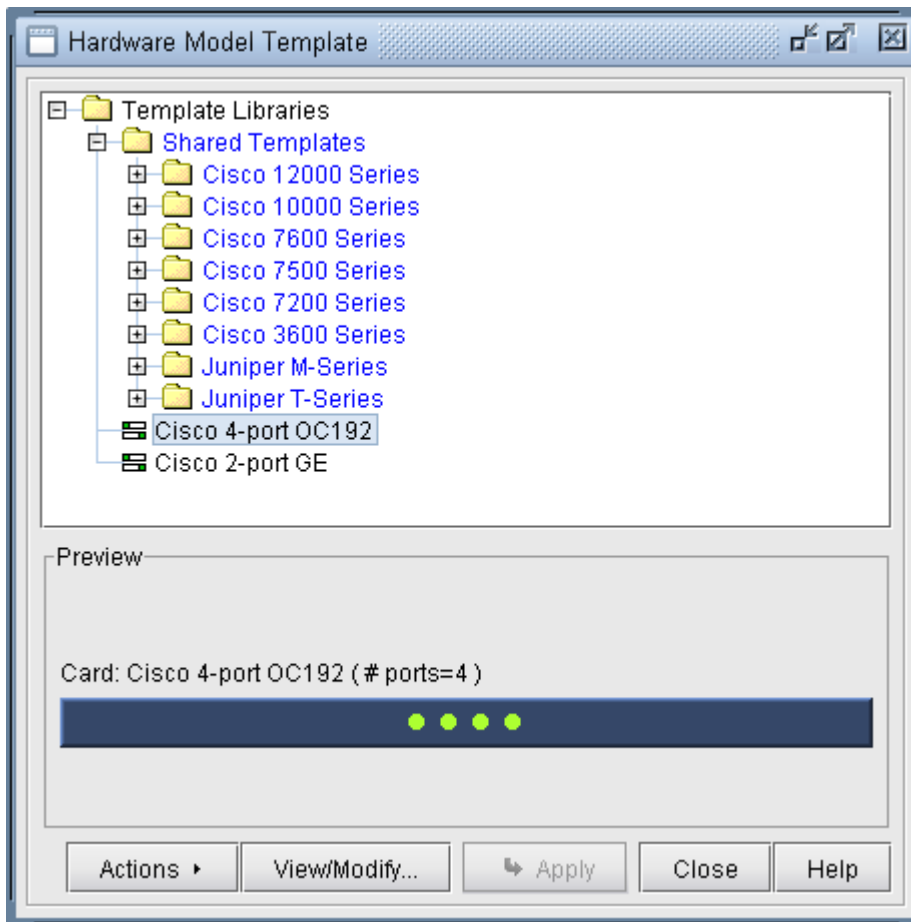 Hardware Model Template
Template Libraries
Shared Templates
Cisco 12000 Series
Cisco 10000 Series
Cisco 7600 Series
Cisco 7500 Series
Cisco 7200 Series
Cisco 3600 Series
Juniper M-Series
Juniper T-Series
Cisco 4-port OC192
Cisco 2-port GE
Preview
Card: Cisco 4-port OC192 ( # ports=4 )
Actions View/Modify... Apply Close Help